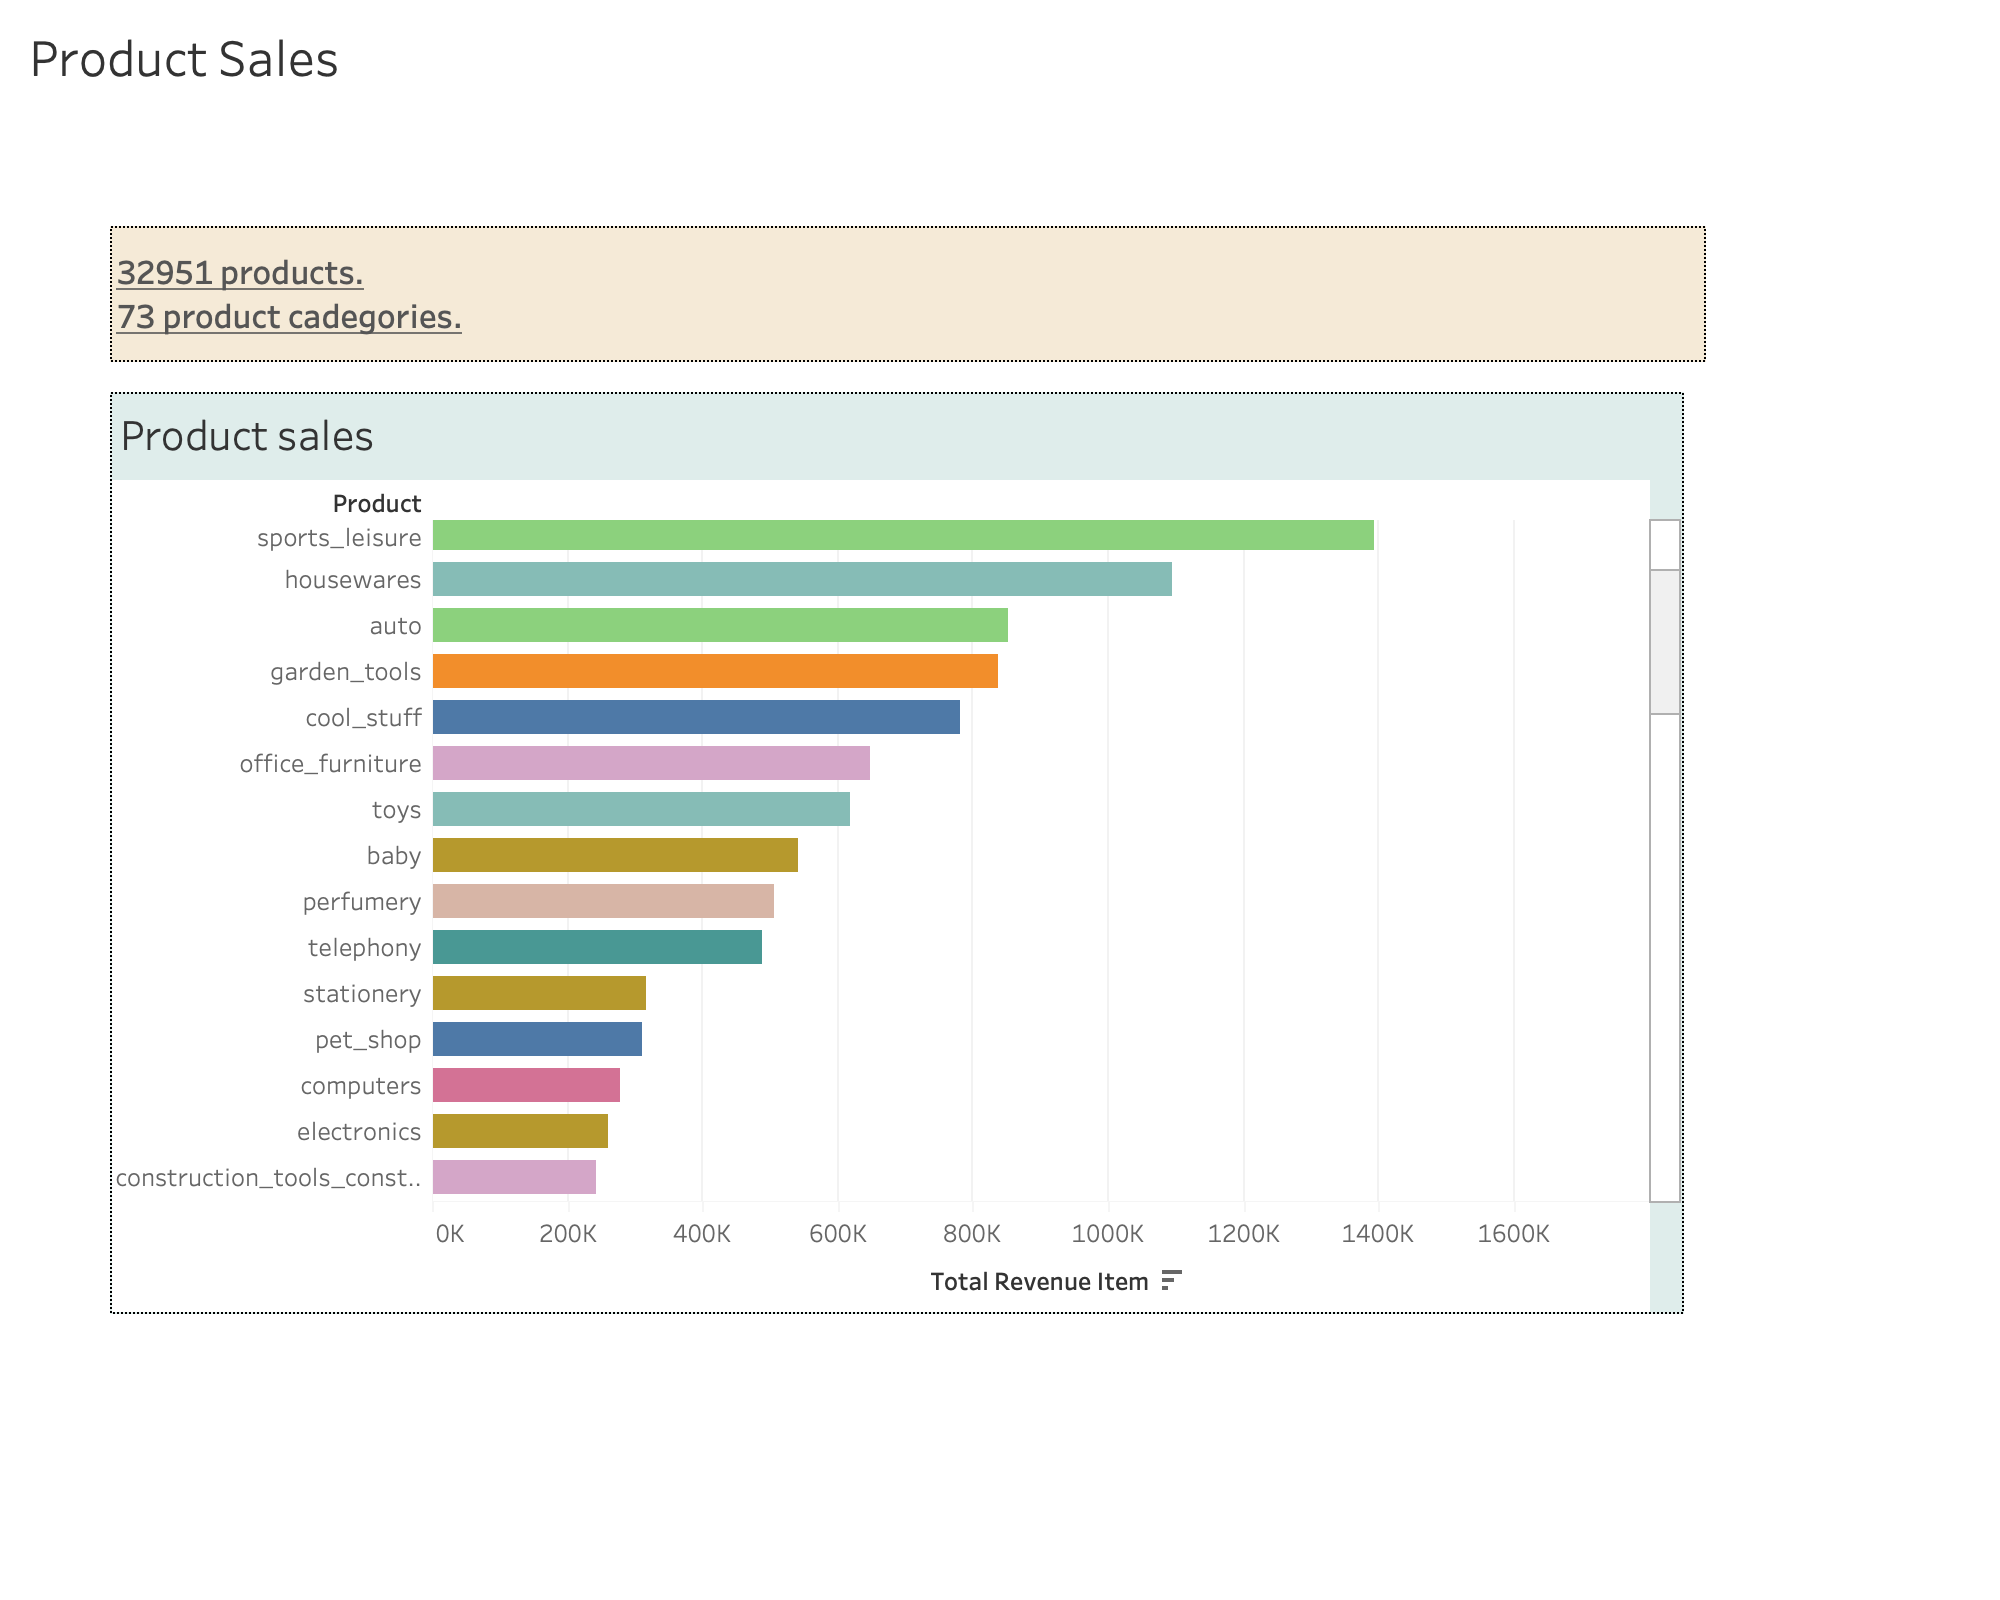 Product Sales
32951 products.
73 product cadegories.
Product sales
Product
sports_leisure
housewares
auto
garden_tools
cool_stuff
office_furniture
toys
baby
perfumery
telephony
stationery
pet_shop
computers
electronics
construction_tools_const..
0K 200K 400K 600K 800K 1000K 1200K 1400K 1600K
Total Revenue Item